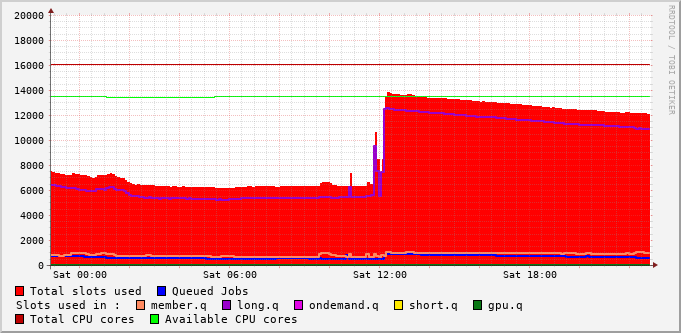 20000
18000
16000
14000
12000
10000
8000
6000
4000
2000
0
Sat 00:00 Sat 06:00 Sat 12:00 Sat 18:00
RRDTOOL / TOBI OETIKER
Total slots used Queued Jobs
Slots used in : member.q long.q ondemand.q short.q gpu.q
Total CPU cores Available CPU cores